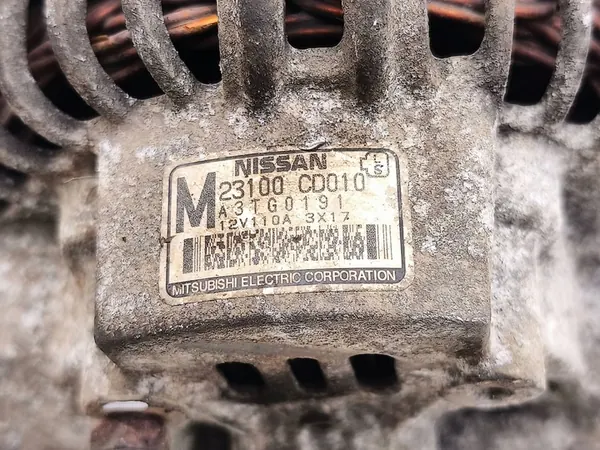 NISSAN
L S
M 23100 CD010
A3TG0191
12V110A 3X17
MITSUBISHI ELECTRIC CORPORATION